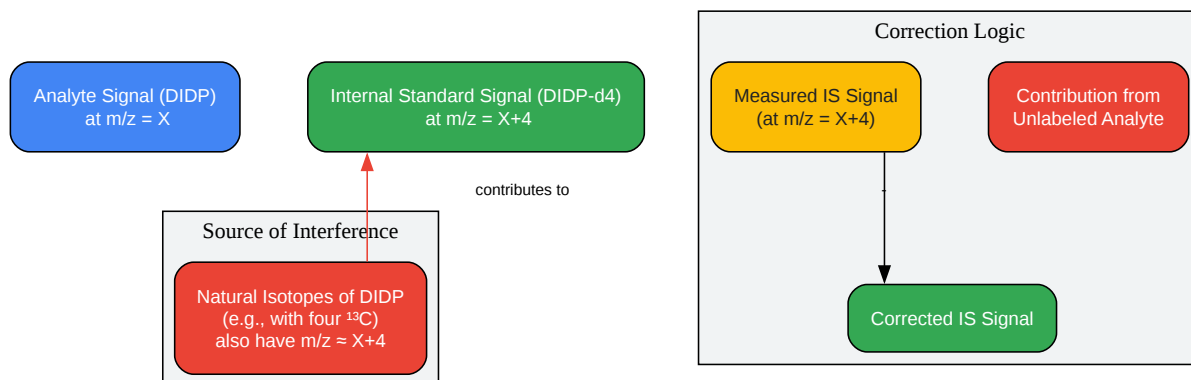 Analyte Signal (DIDP)
at m/z = X
Internal Standard Signal (DIDP-d4)
at m/z = X+4
contributes to
Source of Interference
Natural Isotopes of DIDP
(e.g., with four ¹³C)
also have m/z ≈ X+4
Correction Logic
Measured IS Signal
(at m/z = X+4)
Contribution from
Unlabeled Analyte
-
Corrected IS Signal